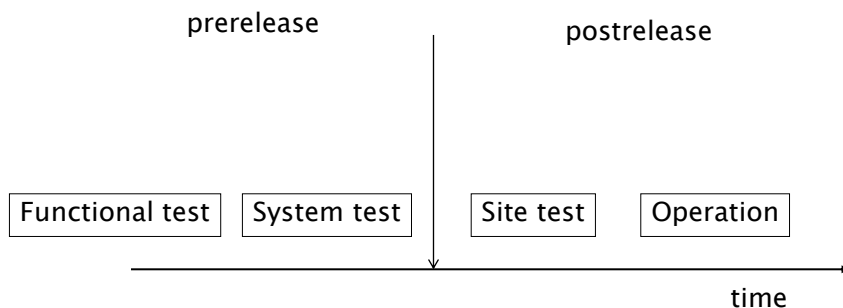 prerelease
postrelease
Functional test
System test
Site test
Operation
time